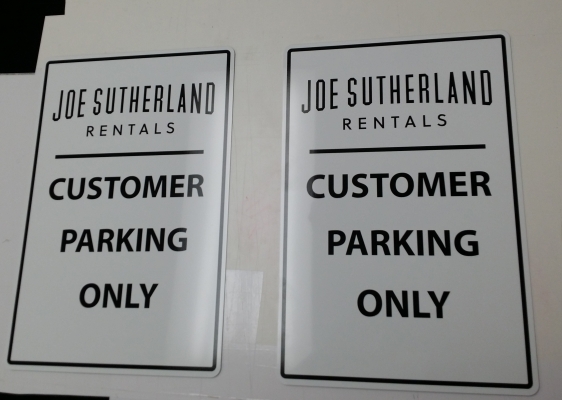 JOE SUTHERLAND
RENTALS
CUSTOMER
PARKING
ONLY
JOE SUTHERLAND
RENTALS
CUSTOMER
PARKING
ONLY